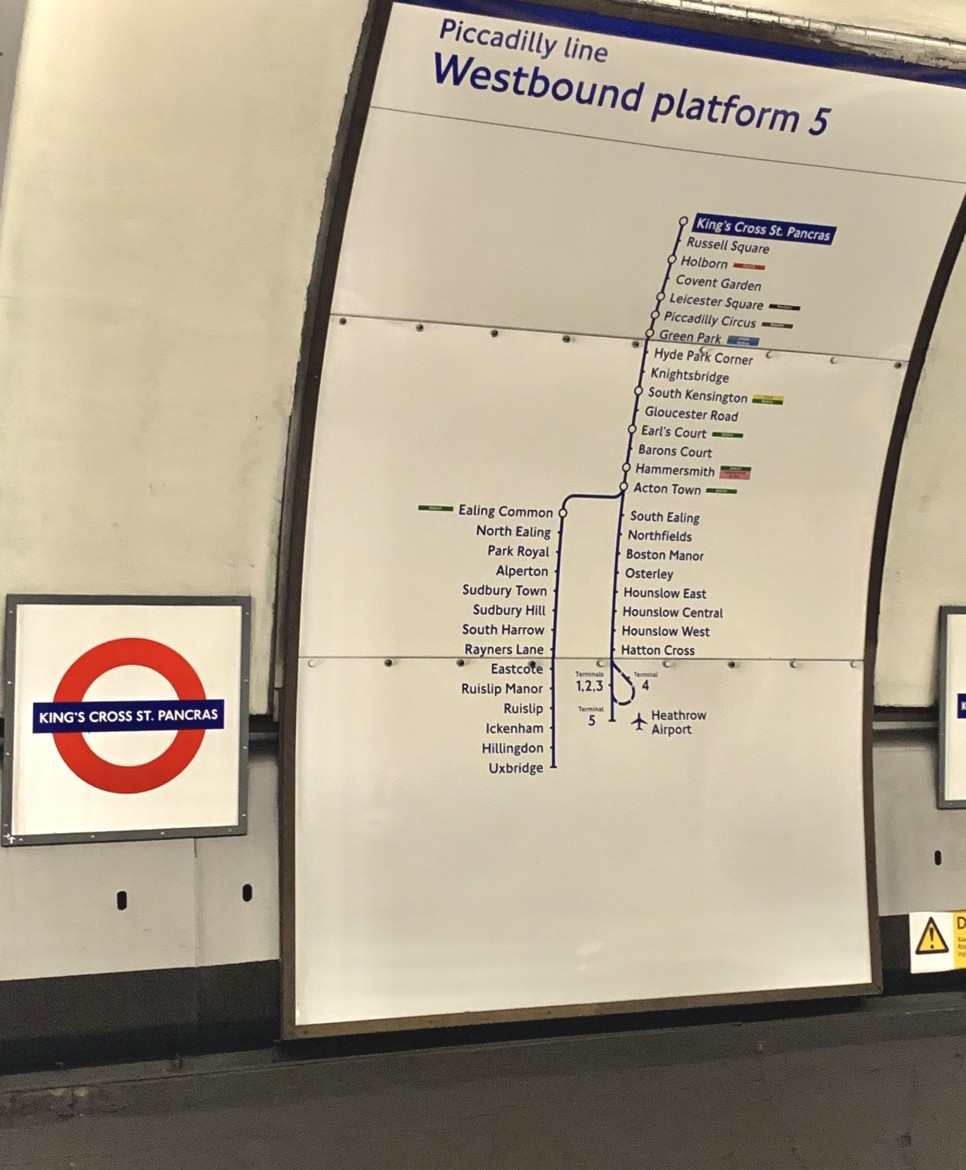 Piccadilly line
Westbound platform 5
King's Cross St. Pancras
Russell Square
Holborn
Covent Garden
Leicester Square
Piccadilly Circus
Green Park
Hyde Park Corner
Knightsbridge
South Kensington
Gloucester Road
Earl's Court
Barons Court
Hammersmith
Acton Town
Ealing Common
North Ealing
Park Royal
Alperton
Sudbury Town
Sudbury Hill
South Harrow
Rayners Lane
Eastcote
Ruislip Manor
Ruislip
Ickenham
Hillingdon
Uxbridge
South Ealing
Northfields
Boston Manor
Osterley
Hounslow East
Hounslow Central
Hounslow West
Hatton Cross
Terminals
1,2,3
Terminal
4
Terminal
5
Heathrow
Airport
KING'S CROSS ST. PANCRAS